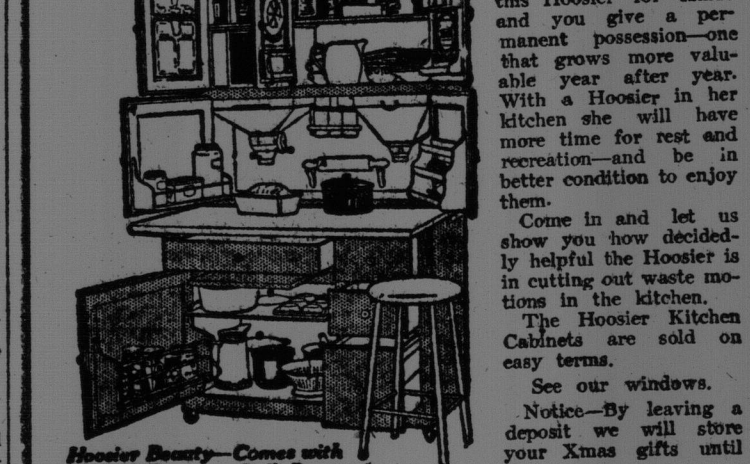 and you give a per-
manent possession—one
that grows more valu-
able year after year.
With a Hoosier in her
kitchen she will have
more time for rest and
recreation—and be in
better condition to enjoy
them.
Come in and let us
show you how decided-
ly helpful the Hoosier is
in cutting out waste mo-
tions in the kitchen.
The Hoosier Kitchen
Cabinets are sold on
easy terms.
See our windows.
Notice—By leaving a
deposit we will store
your Xmas gifts until
Hoosier Beauty—Comes with